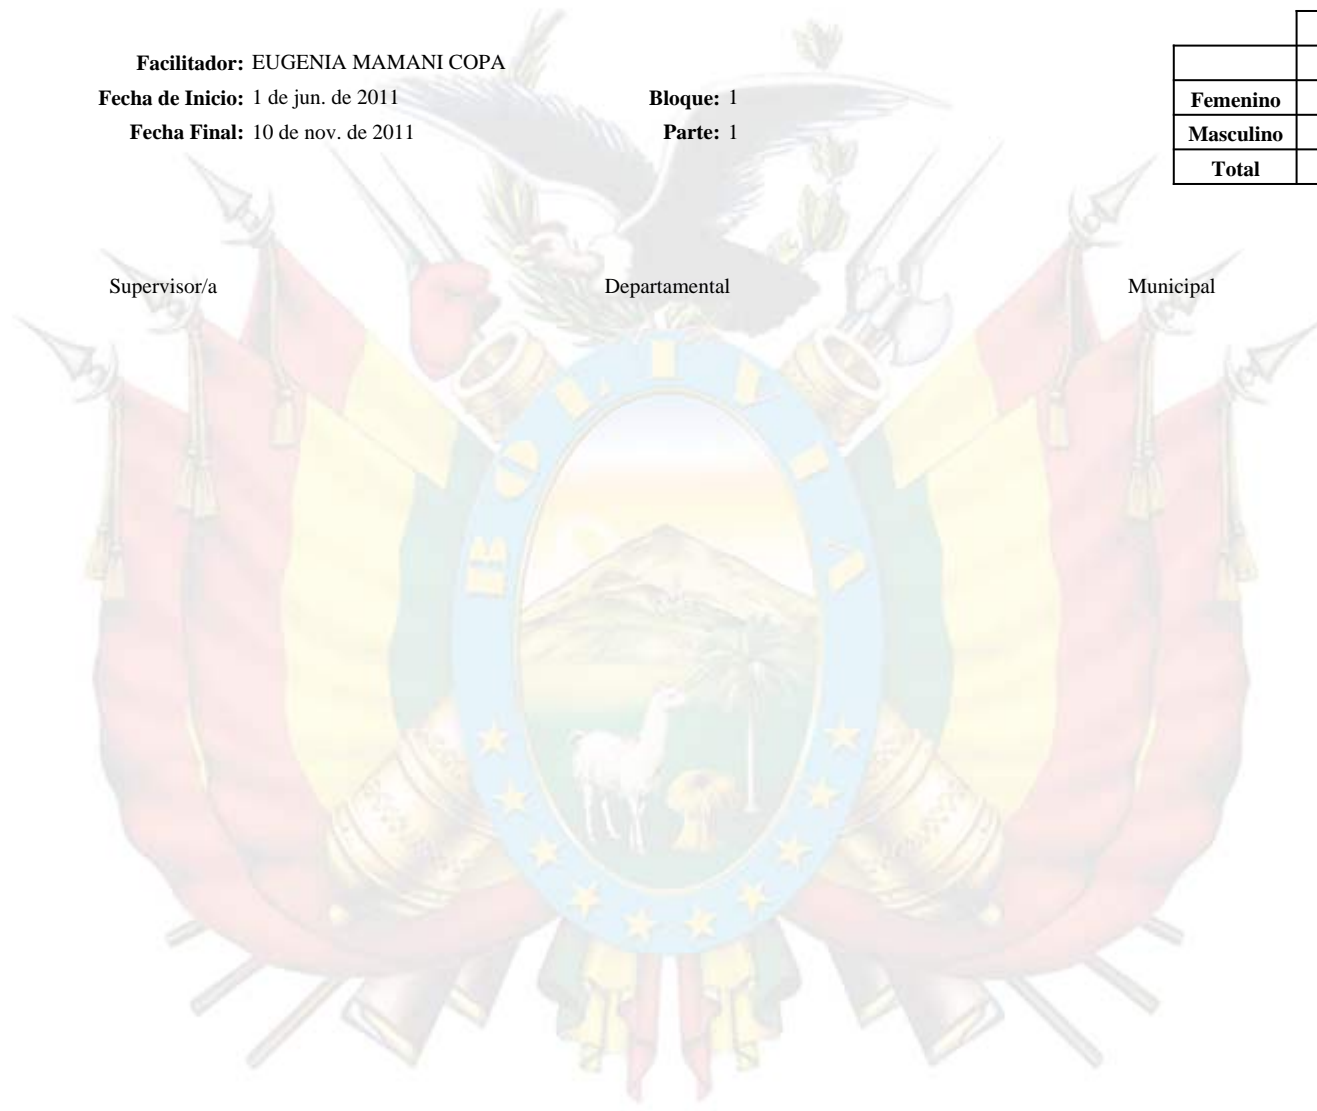 Facilitador: EUGENIA MAMANI COPA
Fecha de Inicio: 1 de jun. de 2011 Bloque: 1
Fecha Final: 10 de nov. de 2011 Parte: 1
Femenino
Masculino
Total
Supervisor/a Departamental Municipal
BOLIVIA